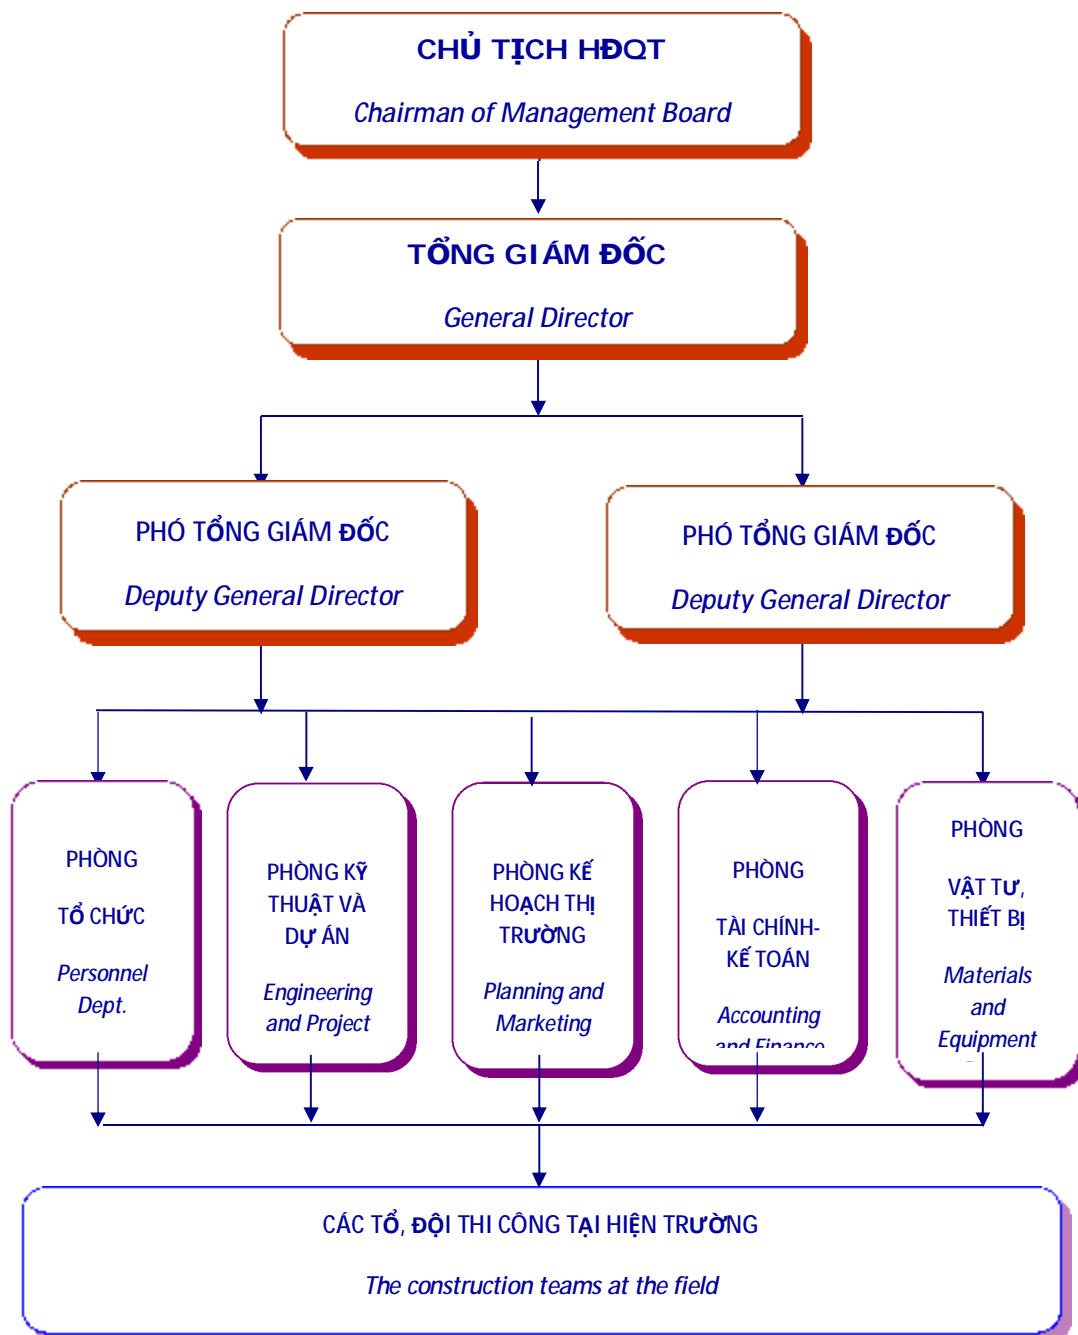 CHỦ TỊCH HĐQT
Chairman of Management Board
TỔNG GIÁM ĐỐC
General Director
PHÓ TỔNG GIÁM ĐỐC
Deputy General Director
PHÓ TỔNG GIÁM ĐỐC
Deputy General Director
PHÒNG
TỔ CHỨC
Personnel
Dept.
PHÒNG KỸ
THUẬT VÀ
DỰ ÁN
Engineering
and Project
PHÒNG KẾ
HOẠCH THỊ
TRƯỜNG
Planning and
Marketing
PHÒNG
TÀI CHÍNH-
KẾ TOÁN
Accounting
and Finance
PHÒNG
VẬT TƯ,
THIẾT BỊ
Materials
and
Equipment
CÁC TỔ, ĐỘI THI CÔNG TẠI HIỆN TRƯỜNG
The construction teams at the field